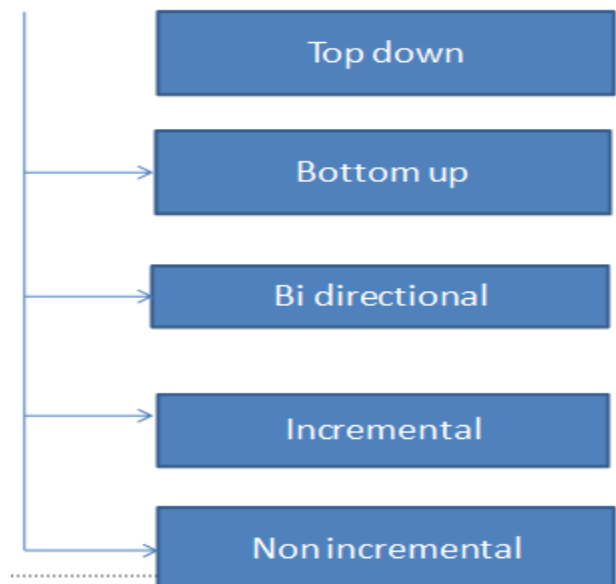 Top down
Bottom up
Bi directional
Incremental
Non incremental